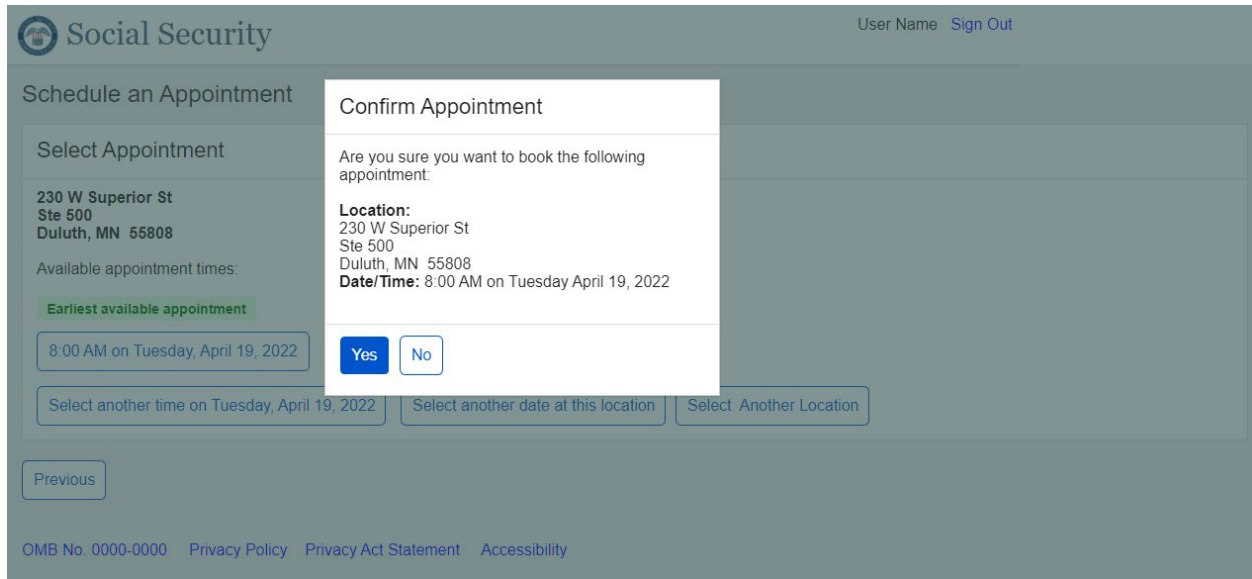 Social Security
User Name Sign Out
Schedule an Appointment
Select Appointment
230 W Superior St
Ste 500
Duluth, MN 55808
Available appointment times:
Earliest available appointment
8:00 AM on Tuesday, April 19, 2022
Select another time on Tuesday, April 19, 2022
Select another date at this location
Select Another Location
Confirm Appointment
Are you sure you want to book the following
appointment:
Location:
230 W Superior St
Ste 500
Duluth, MN 55808
Date/Time: 8:00 AM on Tuesday April 19, 2022
Yes
No
Previous
OMB No. 0000-0000 Privacy Policy Privacy Act Statement Accessibility